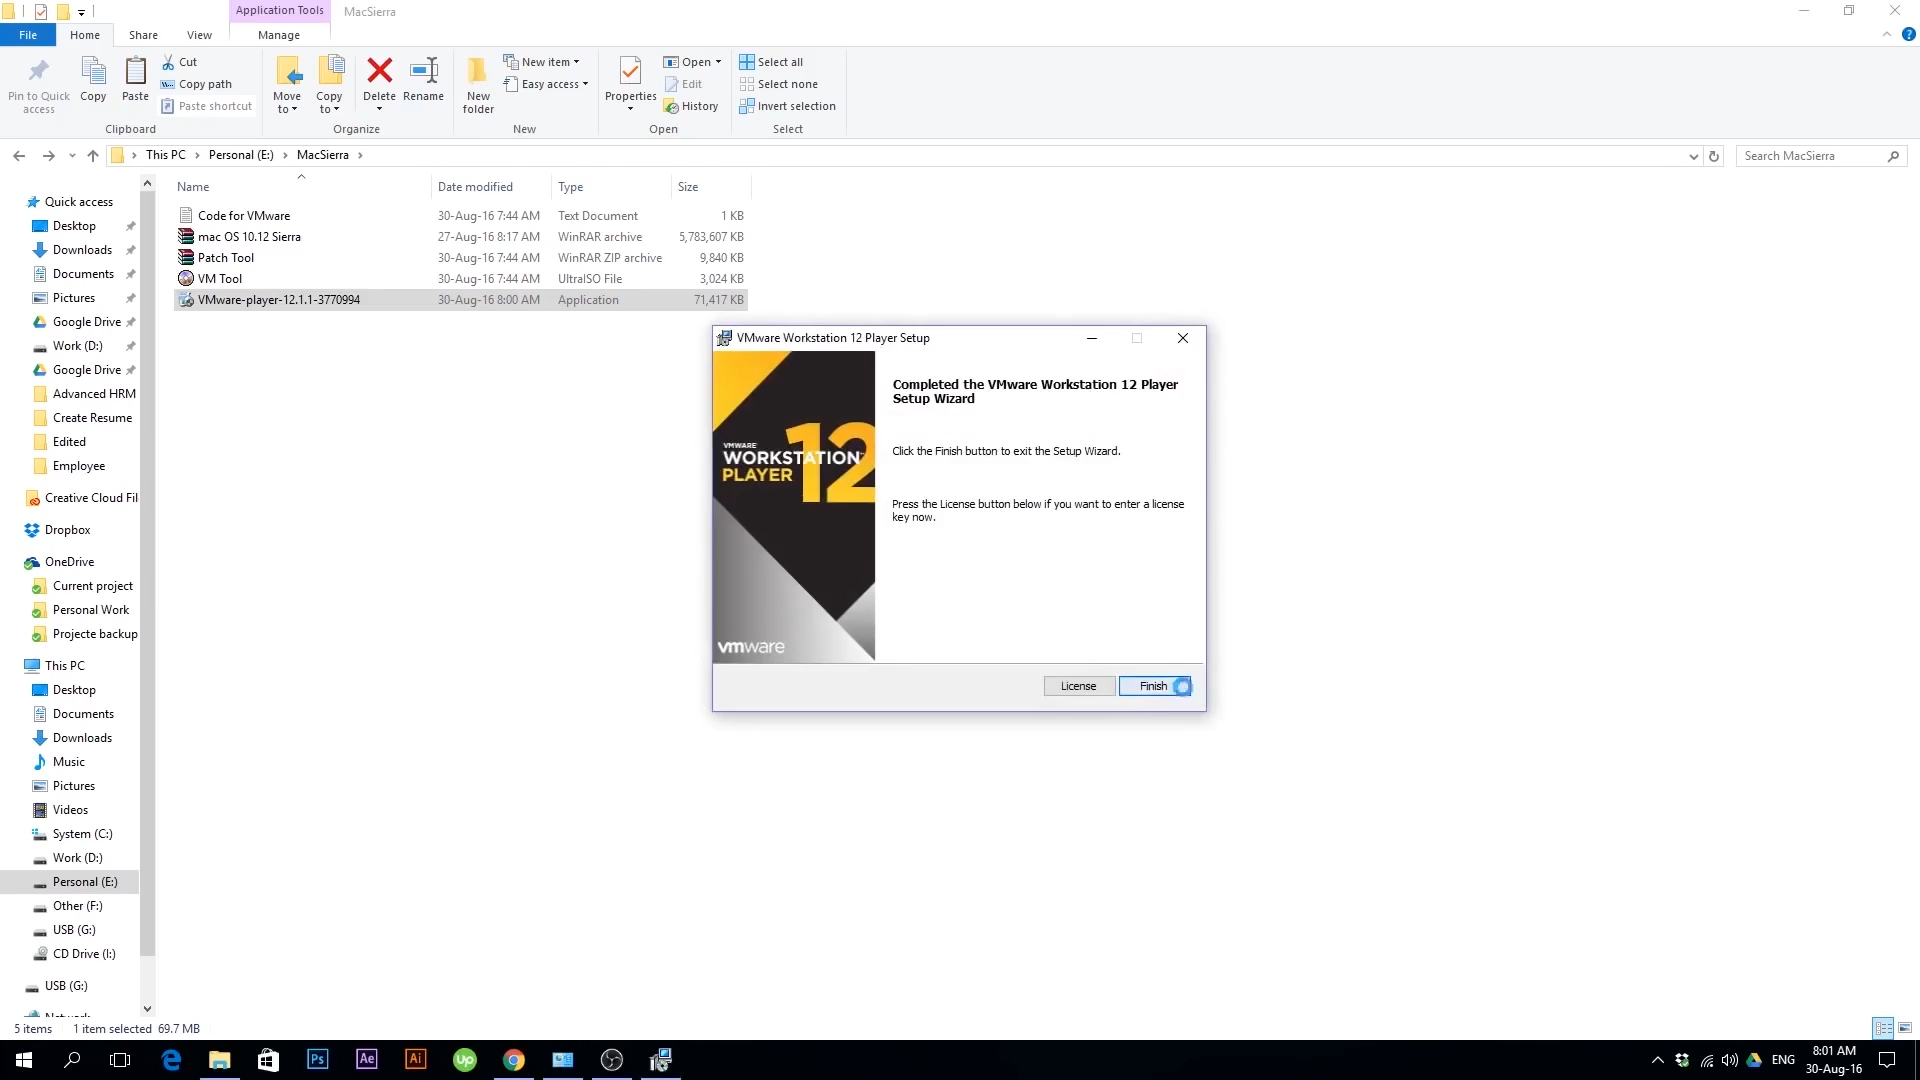 Application Tools
MacSierra
File
Home
Share
View
Manage
Pin to Quick
access
Copy
Paste
Cut
Copy path
Paste shortcut
Clipboard
Move
to
Copy
to
Delete
Rename
Organize
New
folder
New item
Easy access
New
Properties
Open
Edit
History
Open
Select all
Select none
Invert selection
Select
This PC
Personal (E:)
MacSierra
Search MacSierra
Name
Date modified
Type
Size
Code for VMware 30-Aug-16 7:44 AM Text Document 1 KB
mac OS 10.12 Sierra 27-Aug-16 8:17 AM WinRAR archive 5,783,607 KB
Patch Tool 30-Aug-16 7:44 AM WinRAR ZIP archive 9,840 KB
VM Tool 30-Aug-16 7:44 AM UltraISO File 3,024 KB
VMware-player-12.1.1-3770994 30-Aug-16 8:00 AM Application 71,417 KB
Quick access
Desktop
Downloads
Documents
Pictures
Google Drive
Work (D:)
Google Drive
Advanced HRM
Create Resume
Edited
Employee
Creative Cloud Fil
Dropbox
OneDrive
Current project
Personal Work
Projecte backup
This PC
Desktop
Documents
Downloads
Music
Pictures
Videos
System (C:)
Work (D:)
Personal (E:)
Other (F:)
USB (G:)
CD Drive (I:)
USB (G:)
VMware Workstation 12 Player Setup
VMWARE
WORKSTATION
PLAYER
12
vmware
Completed the VMware Workstation 12 Player
Setup Wizard
Click the Finish button to exit the Setup Wizard.
Press the License button below if you want to enter a license
key now.
License
Finish
5 items
1 item selected 69.7 MB
Ps
Ae
Ai
Up
ENG
8:01 AM
30-Aug-16